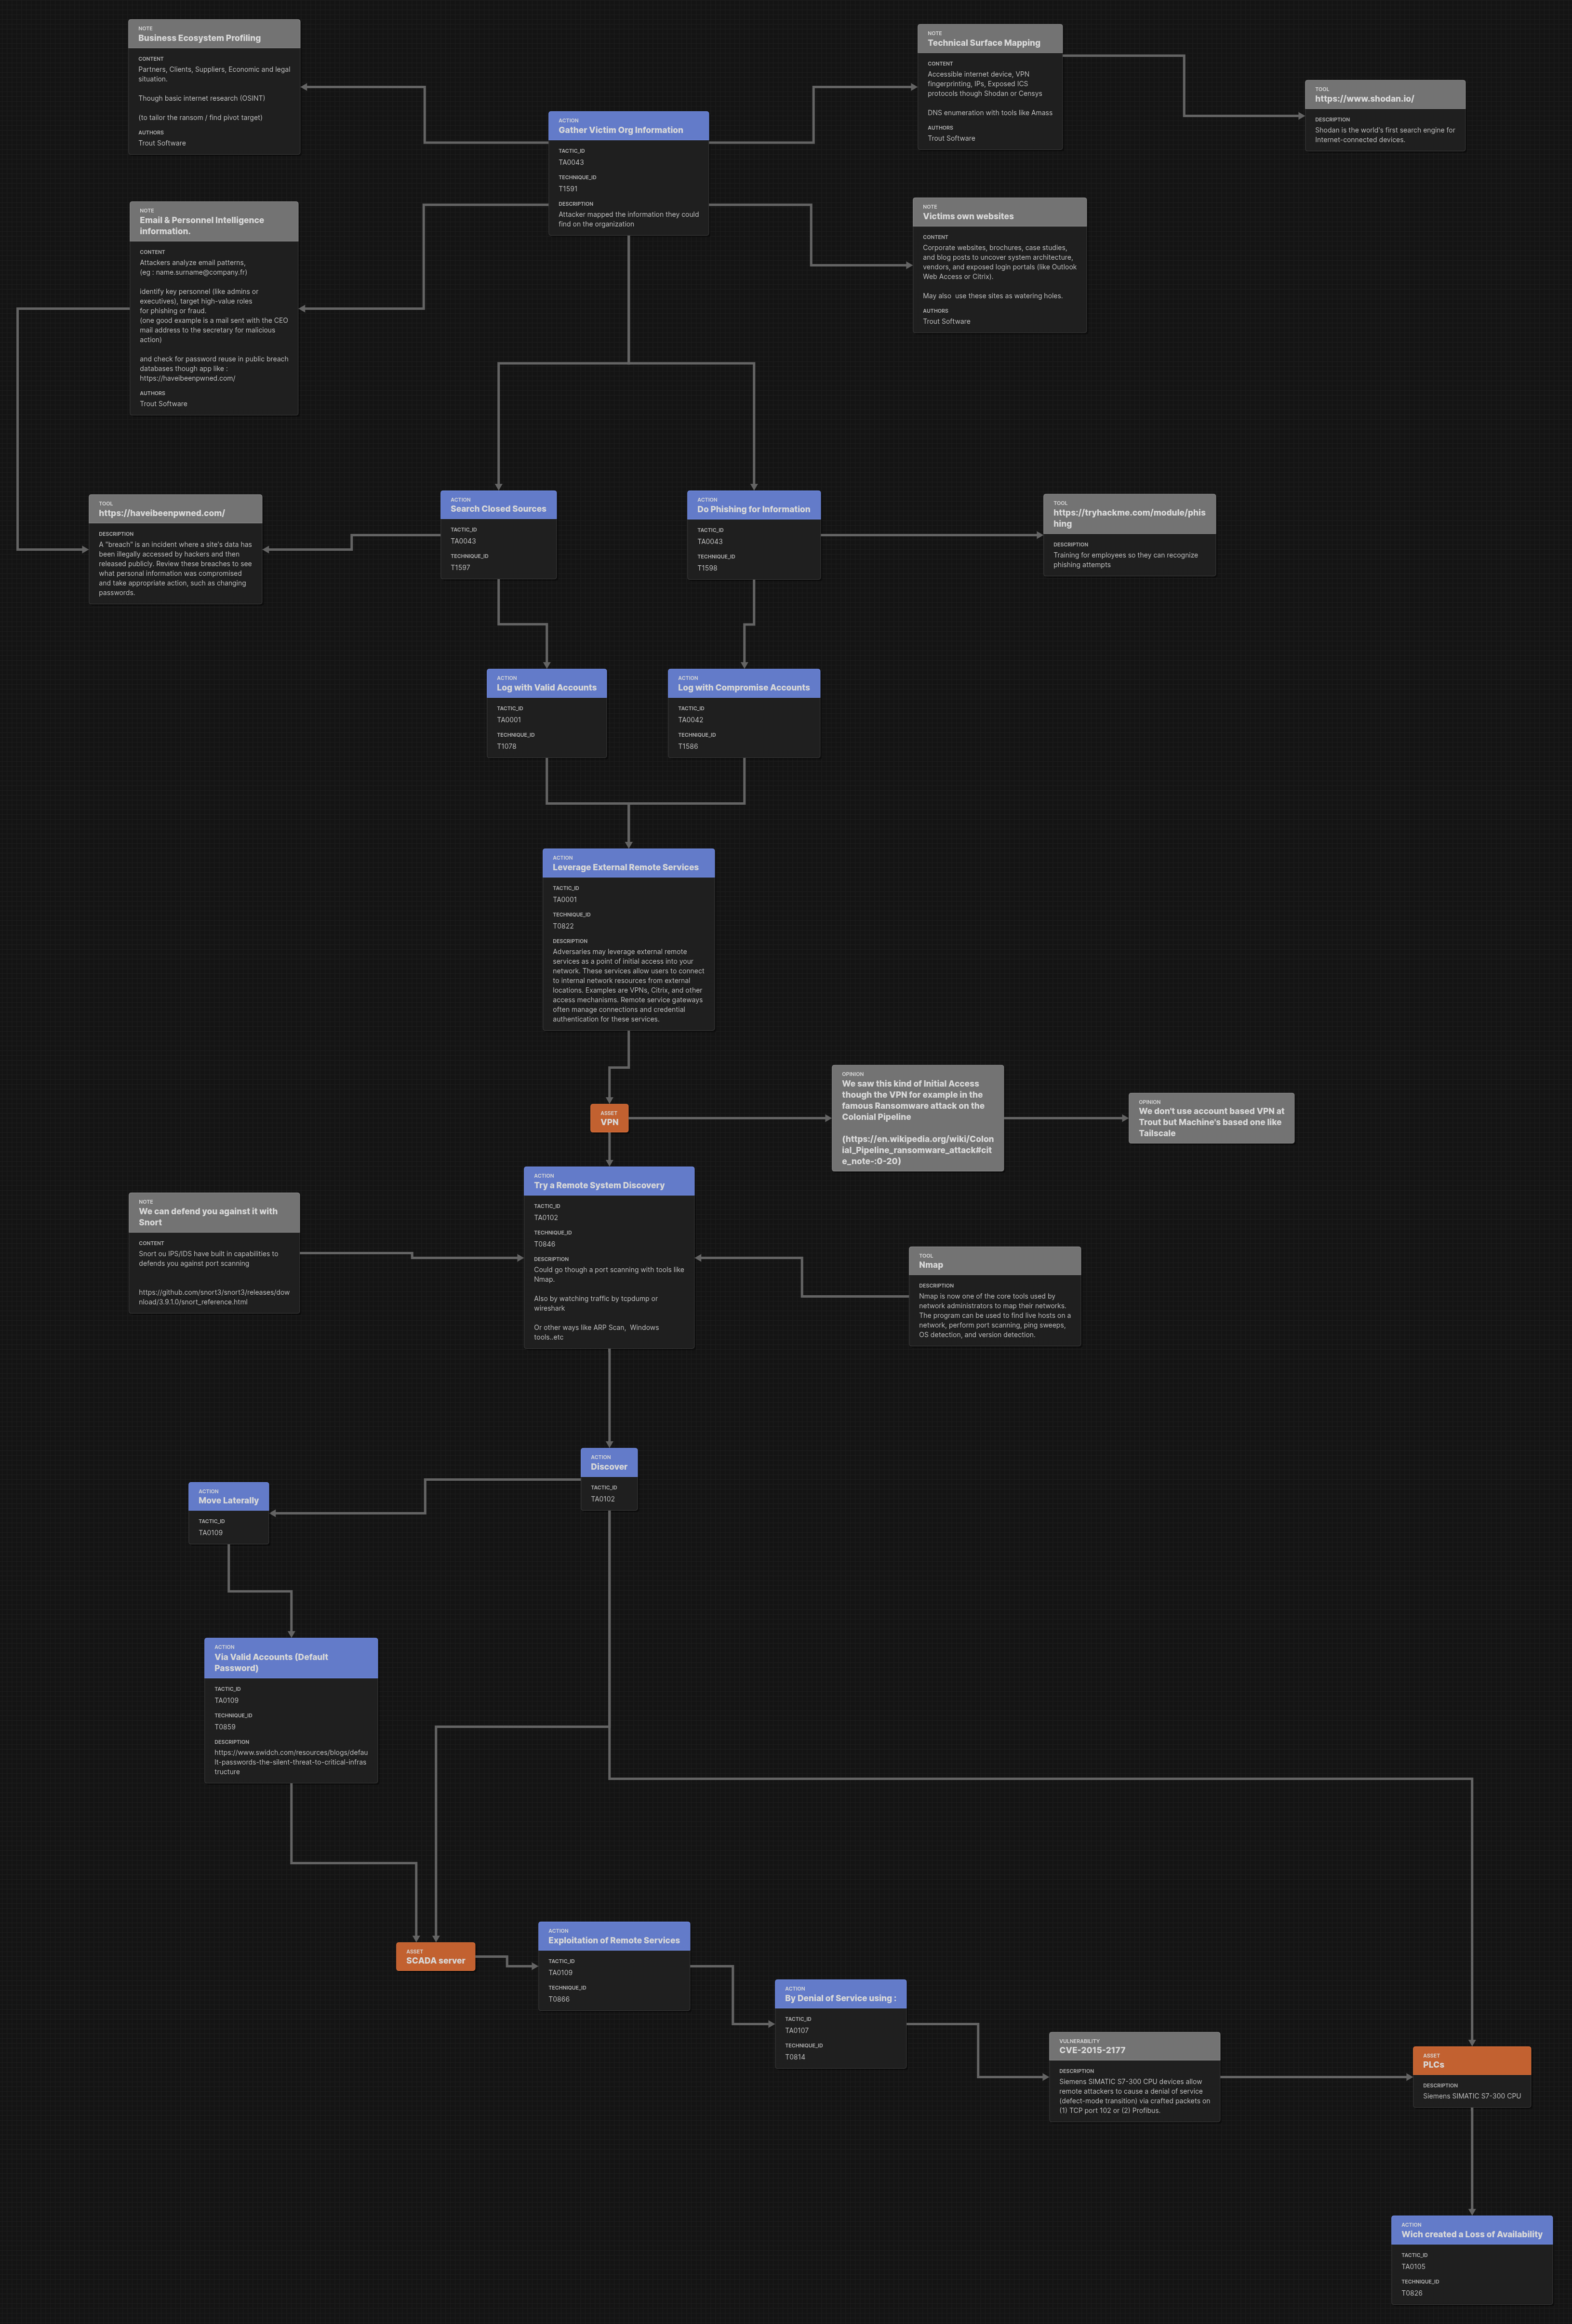 NOTE
Business Ecosystem Profiling
CONTENT
Partners, Clients, Suppliers, Economic and legal
situation.
Though basic internet research (OSINT)
(to tailor the ransom / find pivot target)
AUTHORS
Trout Software
NOTE
Technical Surface Mapping
CONTENT
Accessible internet device, VPN
fingerprinting, IPs, Exposed ICS
protocols though Shodan or Censys
DNS enumeration with tools like Amass
AUTHORS
Trout Software
TOOL
https://www.shodan.io/
DESCRIPTION
Shodan is the world's first search engine for
Internet-connected devices.
ACTION
Gather Victim Org Information
TACTIC_ID
TA0043
TECHNIQUE_ID
T1591
DESCRIPTION
Attacker mapped the information they could
find on the organization
NOTE
Email & Personnel Intelligence
information.
CONTENT
Attackers analyze email patterns,
(eg : name.surname@company.fr)
identify key personnel (like admins or
executives), target high-value roles
for phishing or fraud.
(one good example is a mail sent with the CEO
mail address to the secretary for malicious
action)
and check for password reuse in public breach
databases though app like :
https://haveibeenpwned.com/
AUTHORS
Trout Software
NOTE
Victims own websites
CONTENT
Corporate websites, brochures, case studies,
and blog posts to uncover system architecture,
vendors, and exposed login portals (like Outlook
Web Access or Citrix).
May also  use these sites as watering holes.
AUTHORS
Trout Software
TOOL
https://haveibeenpwned.com/
DESCRIPTION
A "breach" is an incident where a site's data has
been illegally accessed by hackers and then
released publicly. Review these breaches to see
what personal information was compromised
and take appropriate action, such as changing
passwords.
ACTION
Search Closed Sources
TACTIC_ID
TA0043
TECHNIQUE_ID
T1597
ACTION
Do Phishing for Information
TACTIC_ID
TA0043
TECHNIQUE_ID
T1598
TOOL
https://tryhackme.com/module/phis
hing
DESCRIPTION
Training for employees so they can recognize
phishing attempts
ACTION
Log with Valid Accounts
TACTIC_ID
TA0001
TECHNIQUE_ID
T1078
ACTION
Log with Compromise Accounts
TACTIC_ID
TA0042
TECHNIQUE_ID
T1586
ACTION
Leverage External Remote Services
TACTIC_ID
TA0001
TECHNIQUE_ID
T0822
DESCRIPTION
Adversaries may leverage external remote
services as a point of initial access into your
network. These services allow users to connect
to internal network resources from external
locations. Examples are VPNs, Citrix, and other
access mechanisms. Remote service gateways
often manage connections and credential
authentication for these services.
ASSET
VPN
OPINION
We saw this kind of Initial Access
though the VPN for example in the
famous Ransomware attack on the
Colonial Pipeline
(https://en.wikipedia.org/wiki/Colon
ial_Pipeline_ransomware_attack#cit
e_note-:0-20)
OPINION
We don't use account based VPN at
Trout but Machine's based one like
Tailscale
ACTION
Try a Remote System Discovery
TACTIC_ID
TA0102
TECHNIQUE_ID
T0846
DESCRIPTION
Could go though a port scanning with tools like
Nmap.
Also by watching traffic by tcpdump or
wireshark
Or other ways like ARP Scan,  Windows
tools..etc
NOTE
We can defend you against it with
Snort
CONTENT
Snort ou IPS/IDS have built in capabilities to
defends you against port scanning
https://github.com/snort3/snort3/releases/dow
nload/3.9.1.0/snort_reference.html
TOOL
Nmap
DESCRIPTION
Nmap is now one of the core tools used by
network administrators to map their networks.
The program can be used to find live hosts on a
network, perform port scanning, ping sweeps,
OS detection, and version detection.
ACTION
Discover
TACTIC_ID
TA0102
ACTION
Move Laterally
TACTIC_ID
TA0109
ACTION
Via Valid Accounts (Default
Password)
TACTIC_ID
TA0109
TECHNIQUE_ID
T0859
DESCRIPTION
https://www.swidch.com/resources/blogs/defau
lt-passwords-the-silent-threat-to-critical-infras
tructure
ASSET
SCADA server
ACTION
Exploitation of Remote Services
TACTIC_ID
TA0109
TECHNIQUE_ID
T0866
ACTION
By Denial of Service using :
TACTIC_ID
TA0107
TECHNIQUE_ID
T0814
VULNERABILITY
CVE-2015-2177
DESCRIPTION
Siemens SIMATIC S7-300 CPU devices allow
remote attackers to cause a denial of service
(defect-mode transition) via crafted packets on
(1) TCP port 102 or (2) Profibus.
ASSET
PLCs
DESCRIPTION
Siemens SIMATIC S7-300 CPU
ACTION
Wich created a Loss of Availability
TACTIC_ID
TA0105
TECHNIQUE_ID
T0826